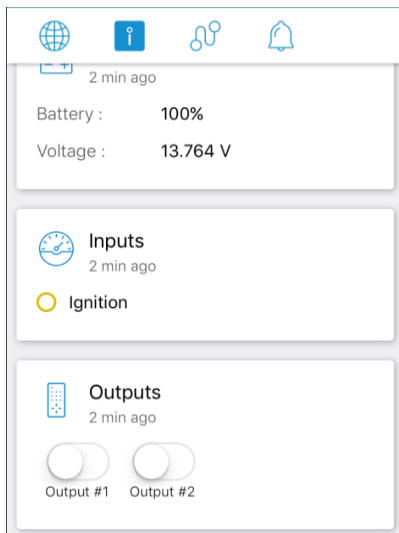 2 min ago
Battery : 100%
Voltage : 13.764 V
Inputs
2 min ago
Ignition
Outputs
2 min ago
Output #1 Output #2